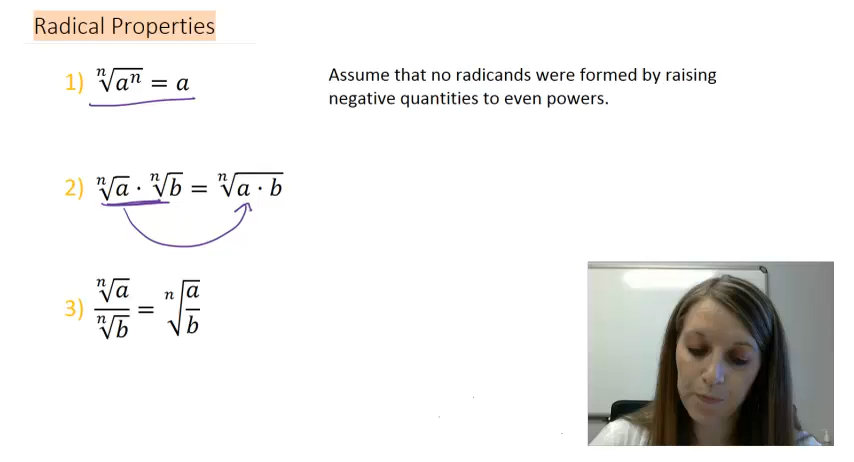 Radical Properties
1) ⁿ√(aⁿ) = a
Assume that no radicands were formed by raising
negative quantities to even powers.
2) ⁿ√a · ⁿ√b = ⁿ√(a · b)
3) ⁿ√a / ⁿ√b = ⁿ√(a/b)